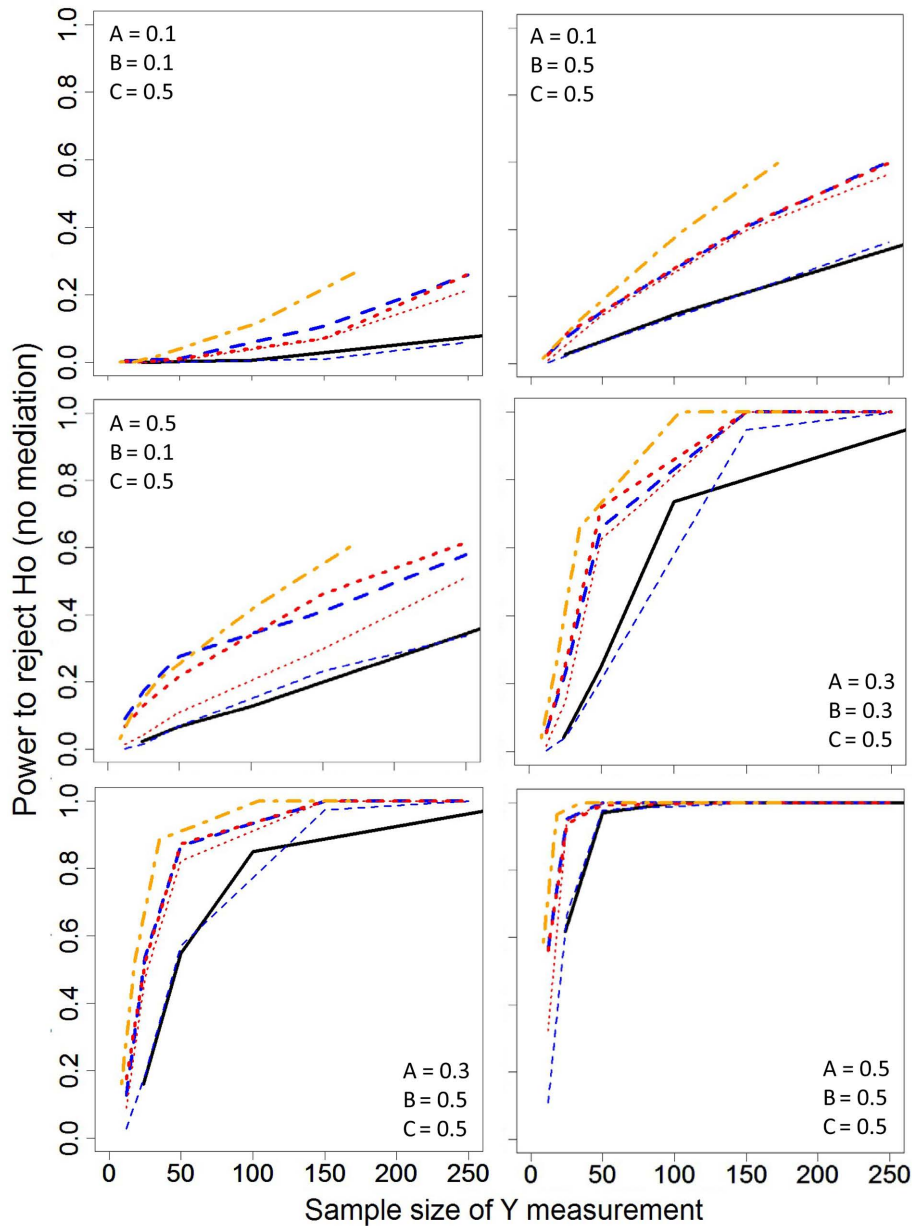 Power to reject Ho (no mediation)
1.0
0.8
0.6
0.4
0.2
0.0
A = 0.1
B = 0.1
C = 0.5
A = 0.1
B = 0.5
C = 0.5
1.0
0.8
0.6
0.4
0.2
0.0
A = 0.5
B = 0.1
C = 0.5
A = 0.3
B = 0.3
C = 0.5
1.0
0.8
0.6
0.4
0.2
0.0
A = 0.3
B = 0.5
C = 0.5
A = 0.5
B = 0.5
C = 0.5
0 50 100 150 200 250
0 50 100 150 200 250
Sample size of Y measurement